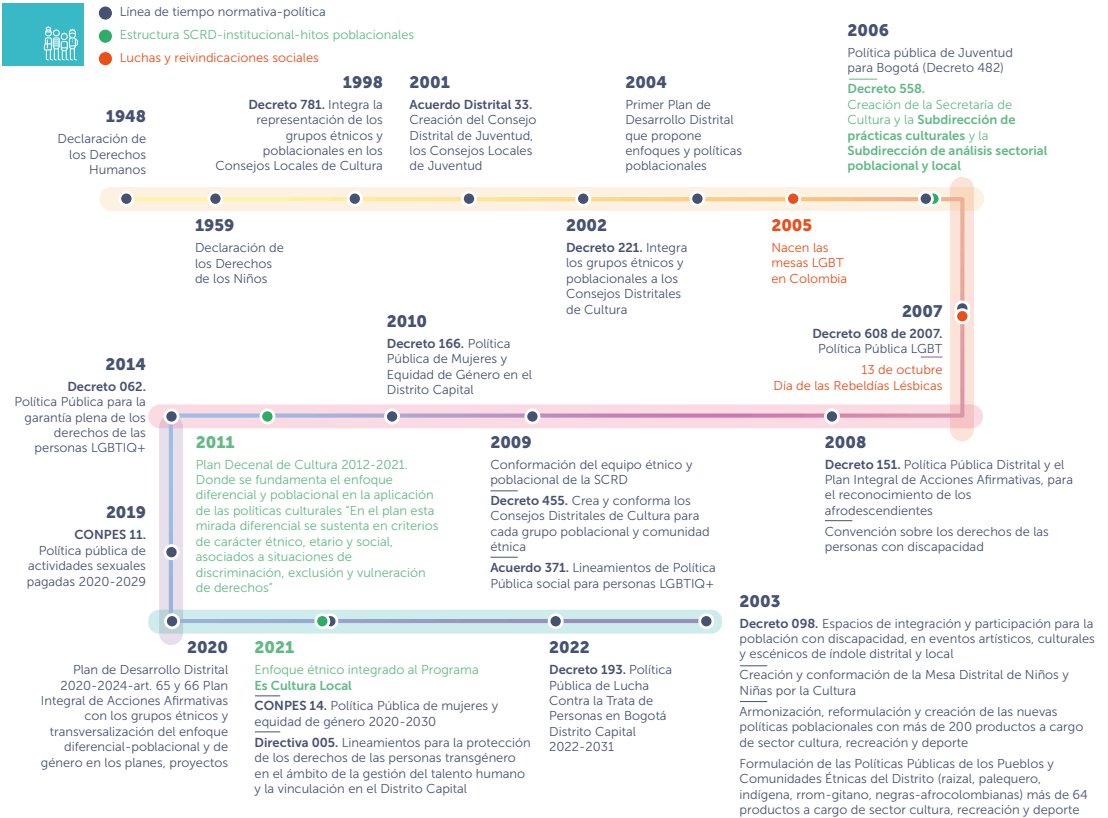 Línea de tiempo normativa-política
Estructura SCRD-institucional-hitos poblacionales
Luchas y reivindicaciones sociales
1948
Declaración de
los Derechos
Humanos
1959
Declaración de
los Derechos
de los Niños
1998
Decreto 781. Integra la
representación de los
grupos étnicos y
poblacionales en los
Consejos Locales de Cultura
2001
Acuerdo Distrital 33.
Creación del Consejo
Distrital de Juventud,
los Consejos Locales
de Juventud
2002
Decreto 221. Integra
los grupos étnicos y
poblacionales a los
Consejos Distritales
de Cultura
2004
Primer Plan de
Desarrollo Distrital
que propone
enfoques y políticas
poblacionales
2005
Nacen las
mesas LGBT
en Colombia
2006
Política pública de Juventud
para Bogotá (Decreto 482)
Decreto 558.
Creación de la Secretaría de
Cultura y la Subdirección de
prácticas culturales y la
Subdirección de análisis sectorial
poblacional y local
2007
Decreto 608 de 2007.
Política Pública LGBT
13 de octubre
Día de las Rebeldías Lésbicas
2008
Decreto 151. Política Pública Distrital y el
Plan Integral de Acciones Afirmativas, para
el reconocimiento de los
afrodescendientes
Convención sobre los derechos de las
personas con discapacidad
2009
Conformación del equipo étnico y
poblacional de la SCRD
Decreto 455. Crea y conforma los
Consejos Distritales de Cultura para
cada grupo poblacional y comunidad
étnica
Acuerdo 371. Lineamientos de Política
Pública social para personas LGBTIQ+
2010
Decreto 166. Política
Pública de Mujeres y
Equidad de Género en el
Distrito Capital
2011
Plan Decenal de Cultura 2012-2021.
Donde se fundamenta el enfoque
diferencial y poblacional en la aplicación
de las políticas culturales "En el plan esta
mirada diferencial se sustenta en criterios
de carácter étnico, etario y social,
asociados a situaciones de
discriminación, exclusión y vulneración
de derechos"
2014
Decreto 062.
Política Pública para la
garantía plena de los
derechos de las
personas LGBTIQ+
2019
CONPES 11.
Política pública de
actividades sexuales
pagadas 2020-2029
2020
Plan de Desarrollo Distrital
2020-2024-art. 65 y 66 Plan
Integral de Acciones Afirmativas
con los grupos étnicos y
transversalización del enfoque
diferencial-poblacional y de
género en los planes, proyectos
2021
Enfoque étnico integrado al Programa
Es Cultura Local
CONPES 14. Política Pública de mujeres y
equidad de género 2020-2030
Directiva 005. Lineamientos para la protección
de los derechos de las personas transgénero
en el ámbito de la gestión del talento humano
y la vinculación en el Distrito Capital
2022
Decreto 193. Política
Pública de Lucha
Contra la Trata de
Personas en Bogotá
Distrito Capital
2022-2031
2003
Decreto 098. Espacios de integración y participación para la
población con discapacidad, en eventos artísticos, culturales
y escénicos de índole distrital y local
Creación y conformación de la Mesa Distrital de Niños y
Niñas por la Cultura
Armonización, reformulación y creación de las nuevas
políticas poblacionales con más de 200 productos a cargo
de sector cultura, recreación y deporte
Formulación de las Políticas Públicas de los Pueblos y
Comunidades Étnicas del Distrito (raizal, palequero,
indígena, rrom-gitano, negras-afrocolombianas) más de 64
productos a cargo de sector cultura, recreación y deporte